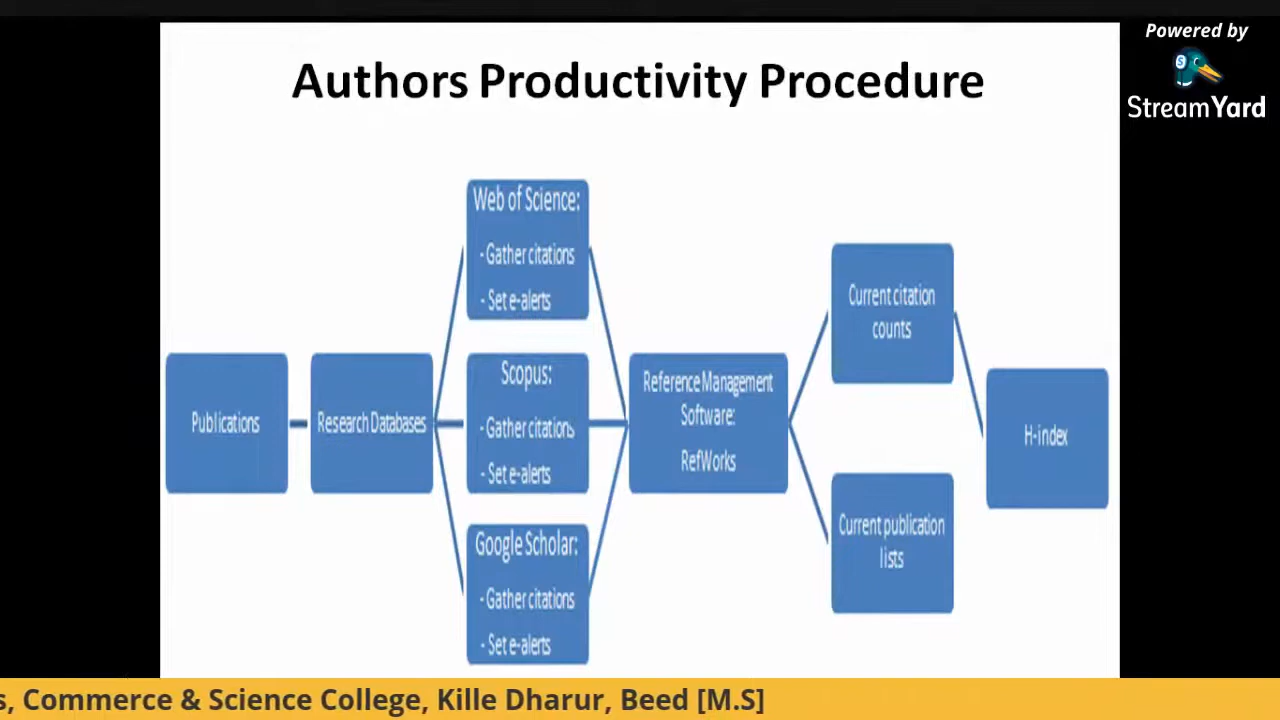 Powered by
StreamYard
Authors Productivity Procedure
Publications
Research Databases
Web of Science:
- Gather citations
- Set e-alerts
Scopus:
- Gather citations
- Set e-alerts
Google Scholar:
- Gather citations
- Set e-alerts
Reference Management
Software:
RefWorks
Current citation
counts
Current publication
lists
H-index
s, Commerce & Science College, Kille Dharur, Beed [M.S]